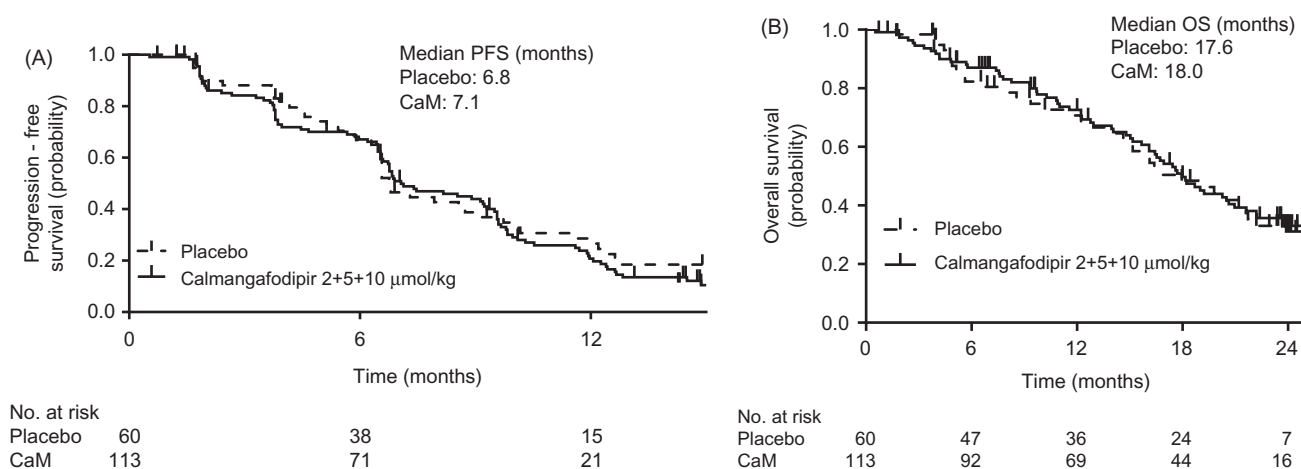 (A)
Median PFS (months)
Placebo: 6.8
CaM: 7.1
Progression - free
survival (probability)
1.0
0.8
0.6
0.4
0.2
0.0
Placebo
Calmangafodipir 2+5+10 μmol/kg
0 6 12
Time (months)
No. at risk
Placebo 60 38 15
CaM 113 71 21
(B)
Median OS (months)
Placebo: 17.6
CaM: 18.0
Overall survival
(probability)
1.0
0.8
0.6
0.4
0.2
0.0
Placebo
Calmangafodipir 2+5+10 μmol/kg
0 6 12 18 24
Time (months)
No. at risk
Placebo 60 47 36 24 7
CaM 113 92 69 44 16